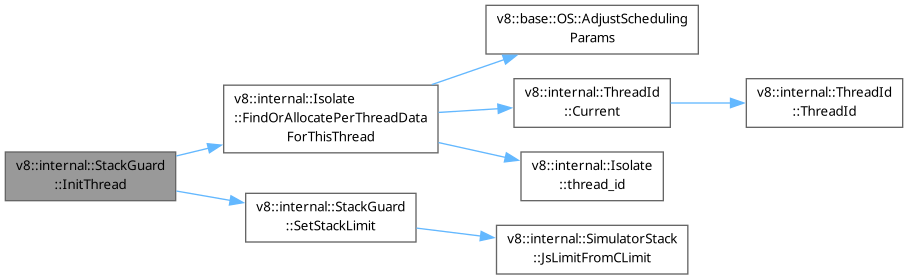 v8::internal::StackGuard
::InitThread
v8::internal::Isolate
::FindOrAllocatePerThreadData
ForThisThread
v8::base::OS::AdjustScheduling
Params
v8::internal::ThreadId
::Current
v8::internal::ThreadId
::ThreadId
v8::internal::Isolate
::thread_id
v8::internal::StackGuard
::SetStackLimit
v8::internal::SimulatorStack
::JsLimitFromCLimit